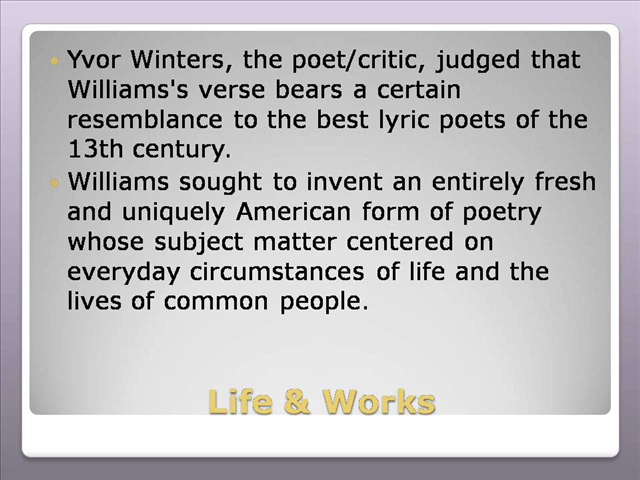 Yvor Winters, the poet/critic, judged that
Williams's verse bears a certain
resemblance to the best lyric poets of the
13th century.
Williams sought to invent an entirely fresh
and uniquely American form of poetry
whose subject matter centered on
everyday circumstances of life and the
lives of common people.
Life & Works